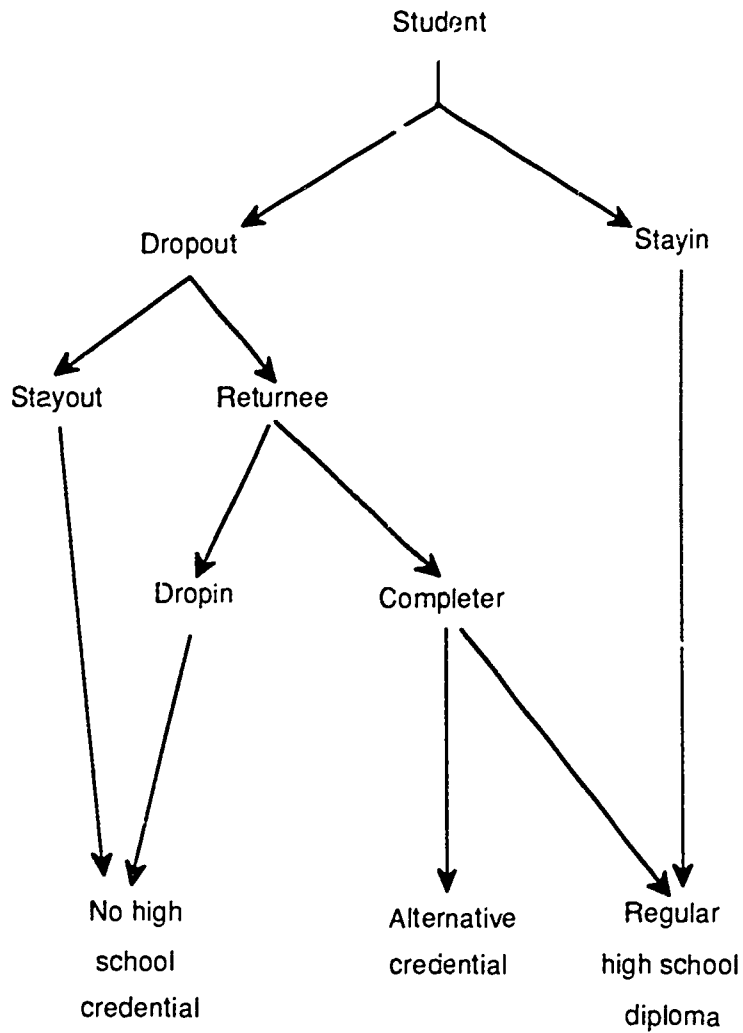 Student
Dropout
Stayin
Stayout
Returnee
Dropin
Completer
No high
school
credential
Alternative
credential
Regular
high school
diploma